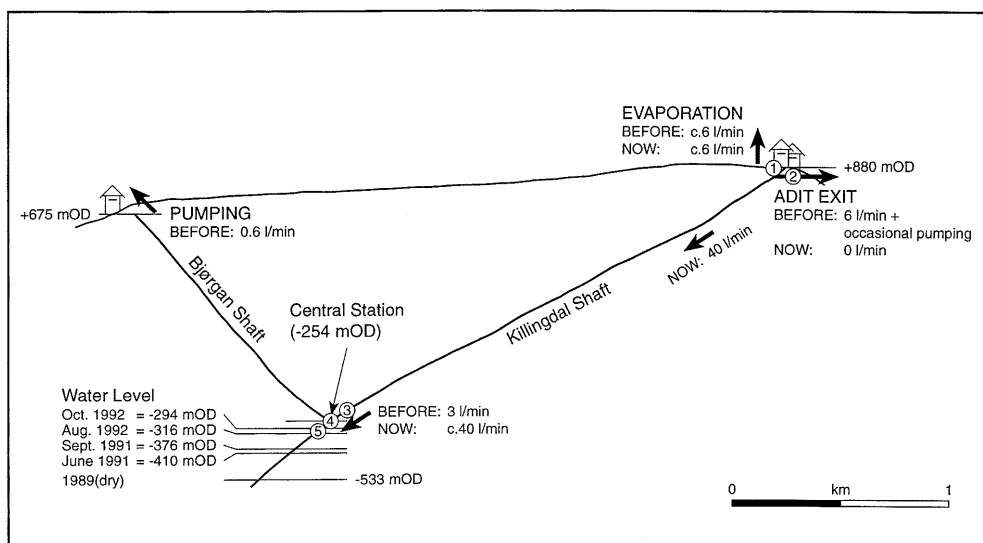 EVAPORATION
BEFORE: c.6 l/min
NOW: c.6 l/min
1
2
+880 mOD
ADIT EXIT
BEFORE: 6 l/min +
occasional pumping
NOW: 0 l/min
+675 mOD
PUMPING
BEFORE: 0.6 l/min
NOW: 40 l/min
Bjørgan Shaft
Killingdal Shaft
Central Station
(-254 mOD)
3
4
5
BEFORE: 3 l/min
NOW: c.40 l/min
Water Level
Oct. 1992 = -294 mOD
Aug. 1992 = -316 mOD
Sept. 1991 = -376 mOD
June 1991 = -410 mOD
1989(dry)
-533 mOD
0 km 1